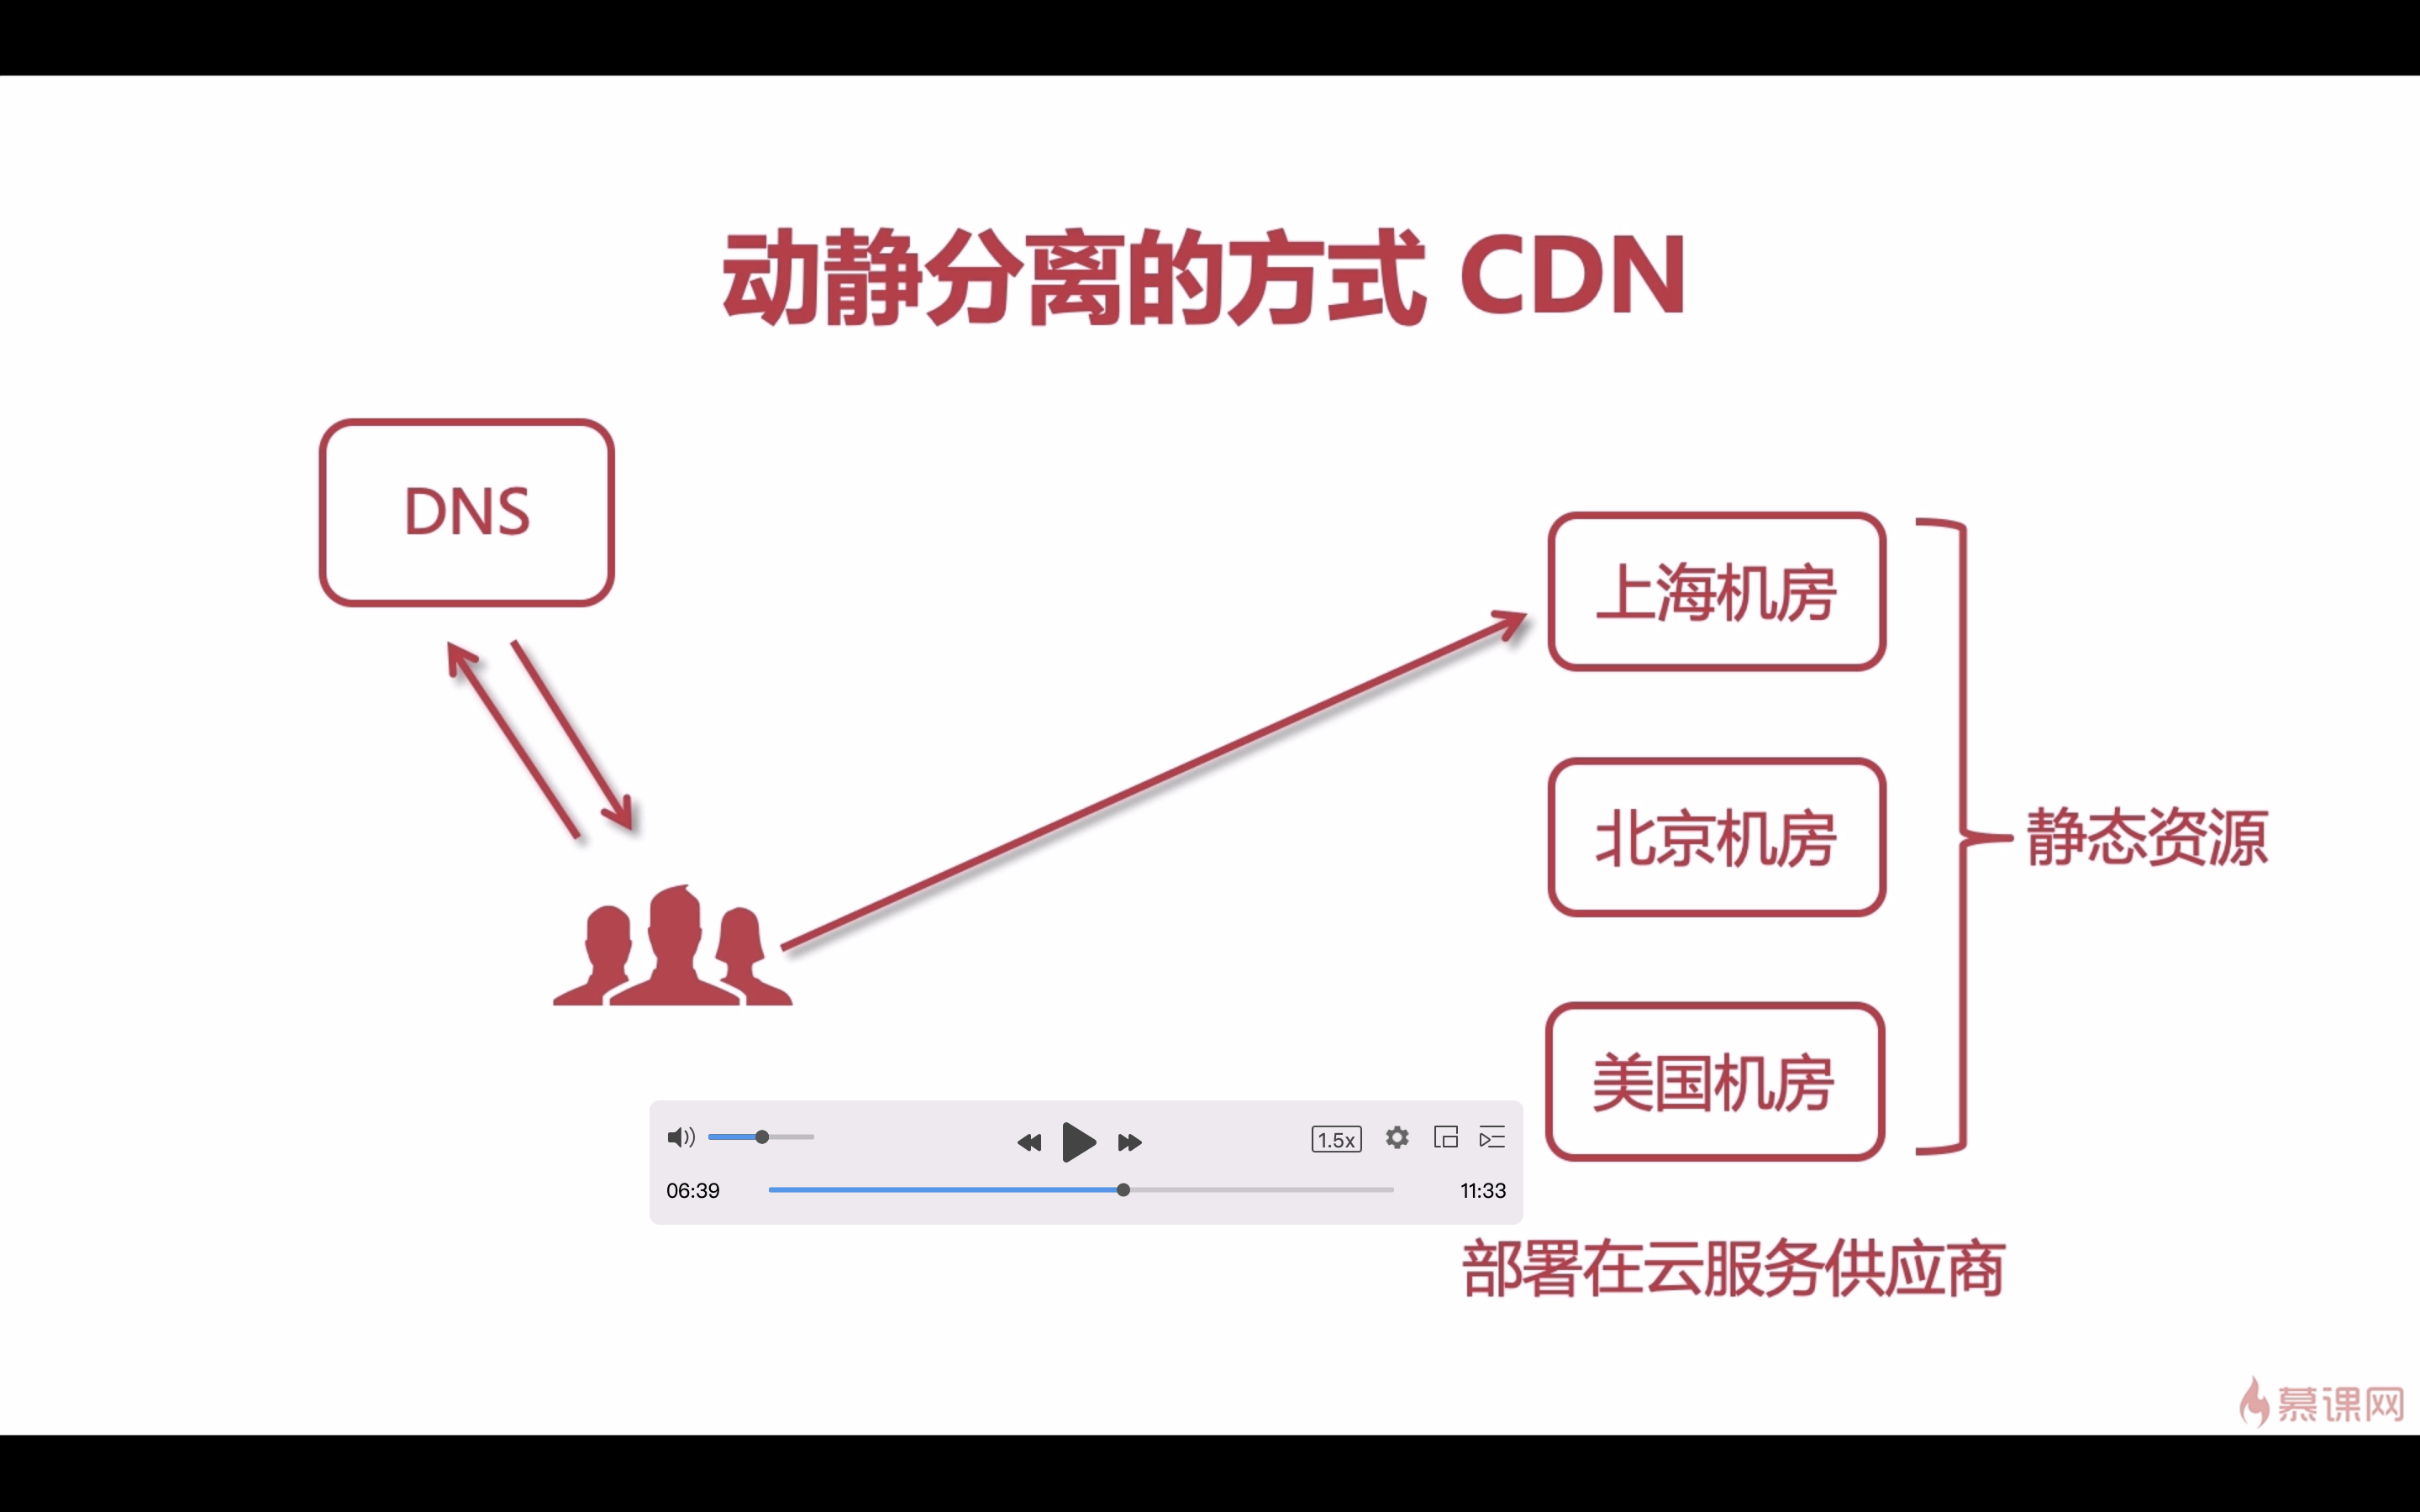 动静分离的方式 CDN
DNS
上海机房
北京机房
静态资源
美国机房
1.5x
06:39
11:33
部署在云服务供应商
慕课网